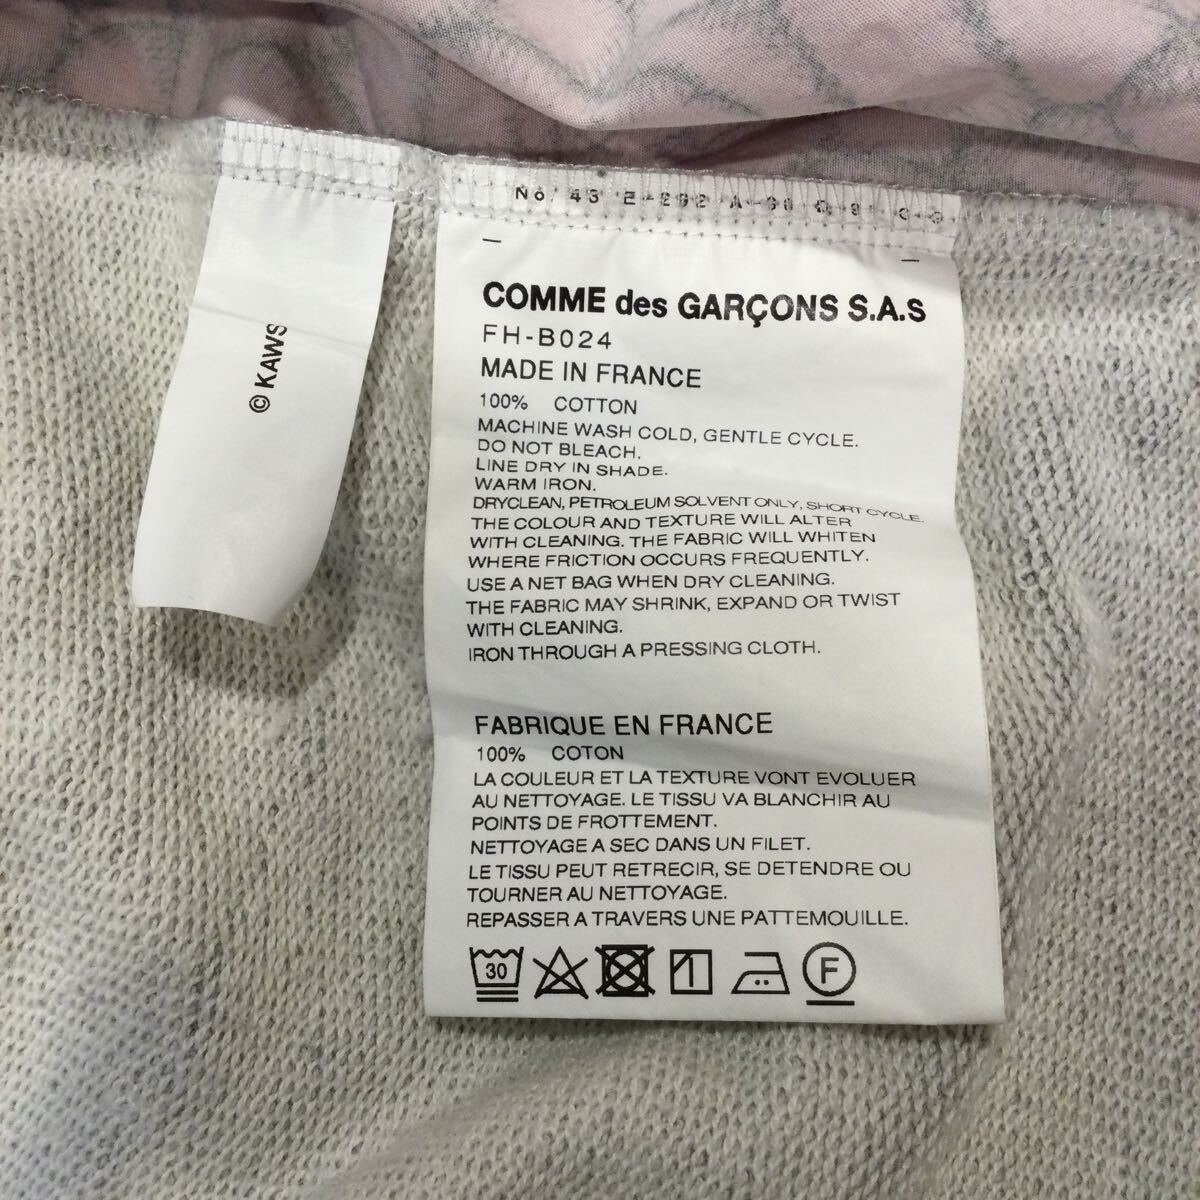 © KAWS
No. 43
COMME des GARÇONS S.A.S
FH-B024
MADE IN FRANCE
100% COTTON
MACHINE WASH COLD, GENTLE CYCLE.
DO NOT BLEACH.
LINE DRY IN SHADE.
WARM IRON.
DRYCLEAN, PETROLEUM SOLVENT ONLY, SHORT CYCLE.
THE COLOUR AND TEXTURE WILL ALTER
WITH CLEANING. THE FABRIC WILL WHITEN
WHERE FRICTION OCCURS FREQUENTLY.
USE A NET BAG WHEN DRY CLEANING.
THE FABRIC MAY SHRINK, EXPAND OR TWIST
WITH CLEANING.
IRON THROUGH A PRESSING CLOTH.
FABRIQUE EN FRANCE
100% COTON
LA COULEUR ET LA TEXTURE VONT EVOLUER
AU NETTOYAGE. LE TISSU VA BLANCHIR AU
POINTS DE FROTTEMENT.
NETTOYAGE A SEC DANS UN FILET.
LE TISSU PEUT RETRECIR, SE DETENDRE OU
TOURNER AU NETTOYAGE.
REPASSER A TRAVERS UNE PATTEMOUILLE.
30 F